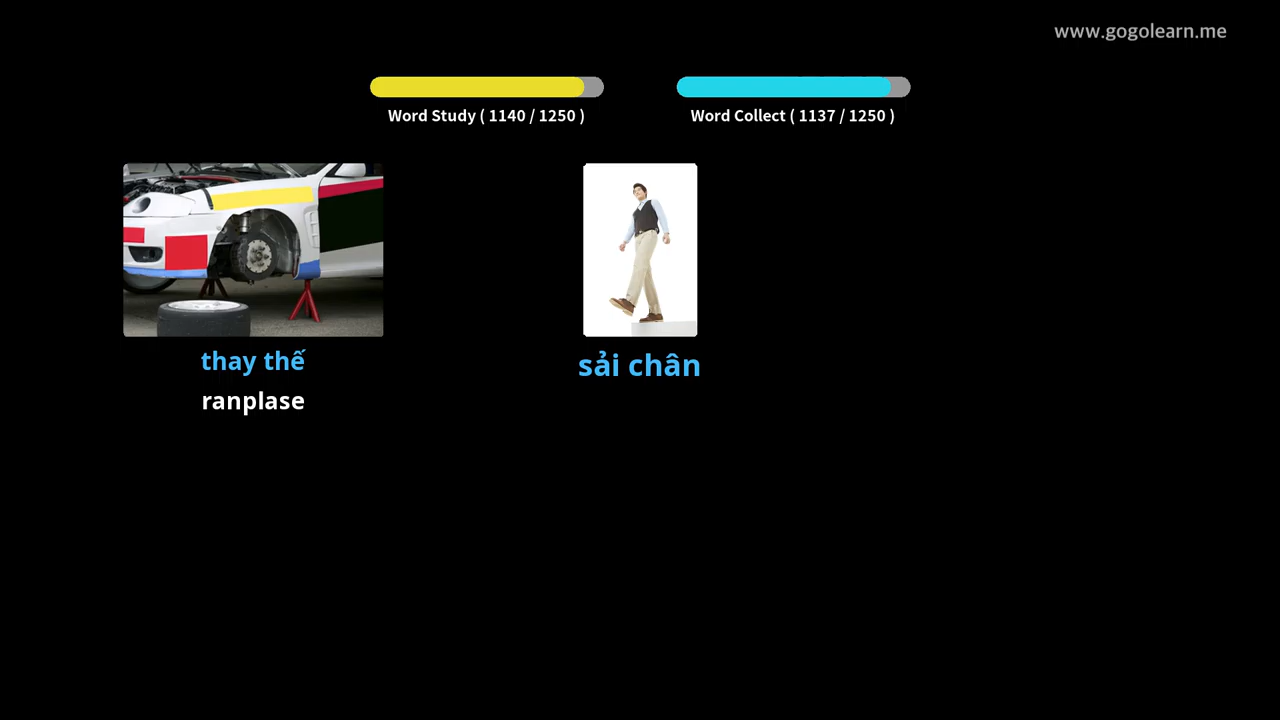 www.gogolearn.me
Word Study ( 1140 / 1250 )
Word Collect ( 1137 / 1250 )
thay thế
ranplase
sải chân